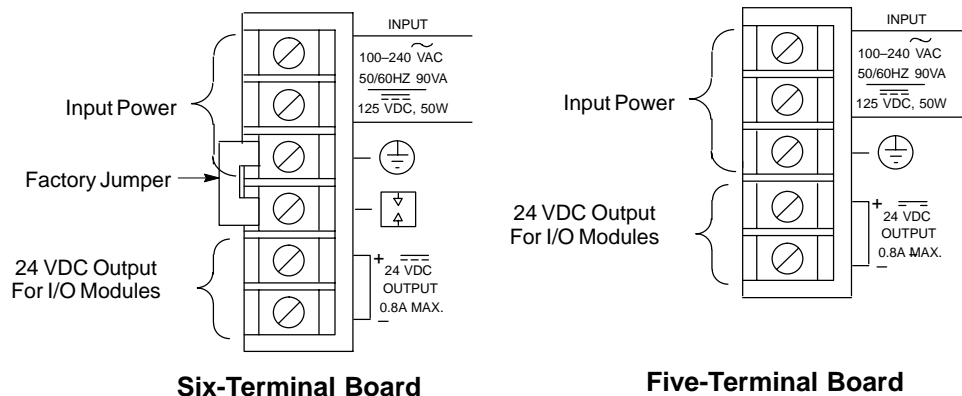 INPUT
100–240 VAC
50/60HZ 90VA
125 VDC, 50W
Input Power
Factory Jumper
24 VDC Output
For I/O Modules
+
24 VDC
OUTPUT
0.8A MAX.
–
Six-Terminal Board
INPUT
100–240 VAC
50/60HZ 90VA
125 VDC, 50W
Input Power
24 VDC Output
For I/O Modules
+
24 VDC
OUTPUT
0.8A MAX.
–
Five-Terminal Board